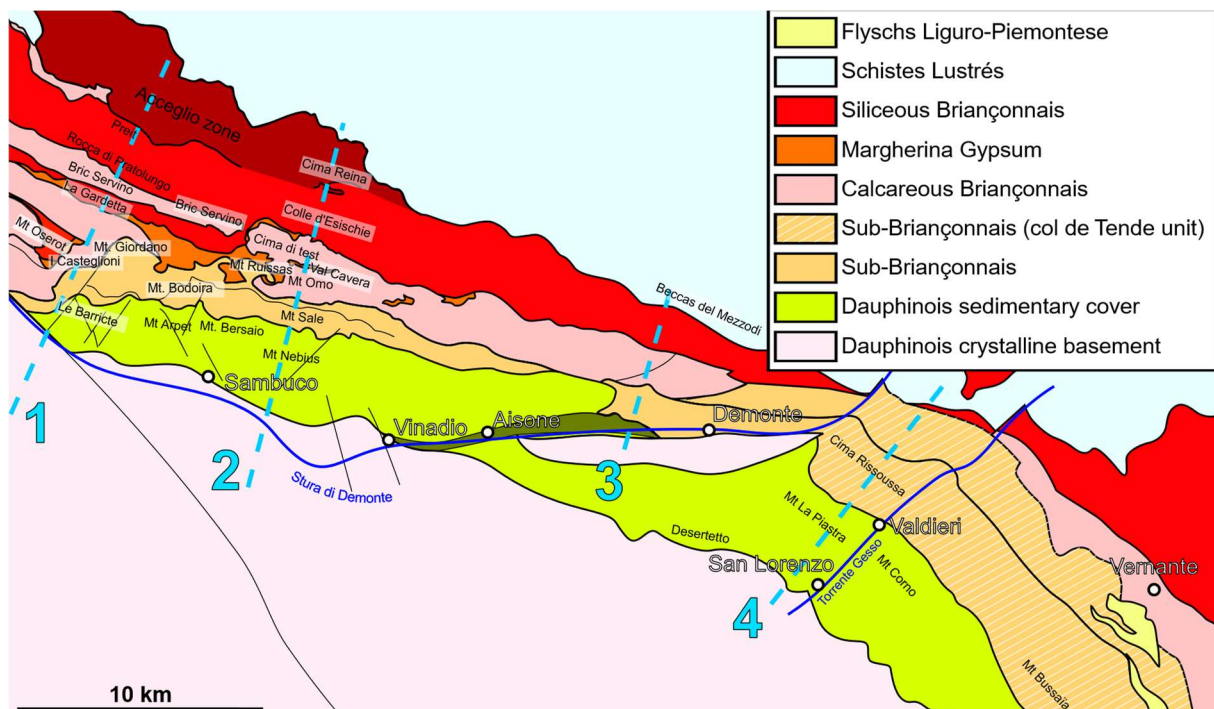 Flyschs Liguro-Piemontese
Schistes Lustrés
Siliceous Briançonnais
Margherina Gypsum
Calcareous Briançonnais
Sub-Briançonnais (col de Tende unit)
Sub-Briançonnais
Dauphinois sedimentary cover
Dauphinois crystalline basement
Acceglio zone
Preit
Rocca di Pratolungo
Bric Servino
La Gardetta
Bric Servino
Cima Reina
Colle d'Esischie
Mt Oserot
Mt. Giordano
I Casteglioni
Cima di test
Val Cavera
Mt Ruissas
Mt Omo
Mt. Bodoira
Beccas del Mezzodi
Le Barricte
Mt Arpet
Mt. Bersaio
Mt Sale
Mt Nebius
Sambuco
Vinadio
Aisone
Demonte
1
2
3
Stura di Demonte
Cima Rissoussa
Mt La Piastra
Desertetto
Valdieri
San Lorenzo
Torrente Gesso
Mt Corno
Vernante
4
Mt Bussaïa
10 km